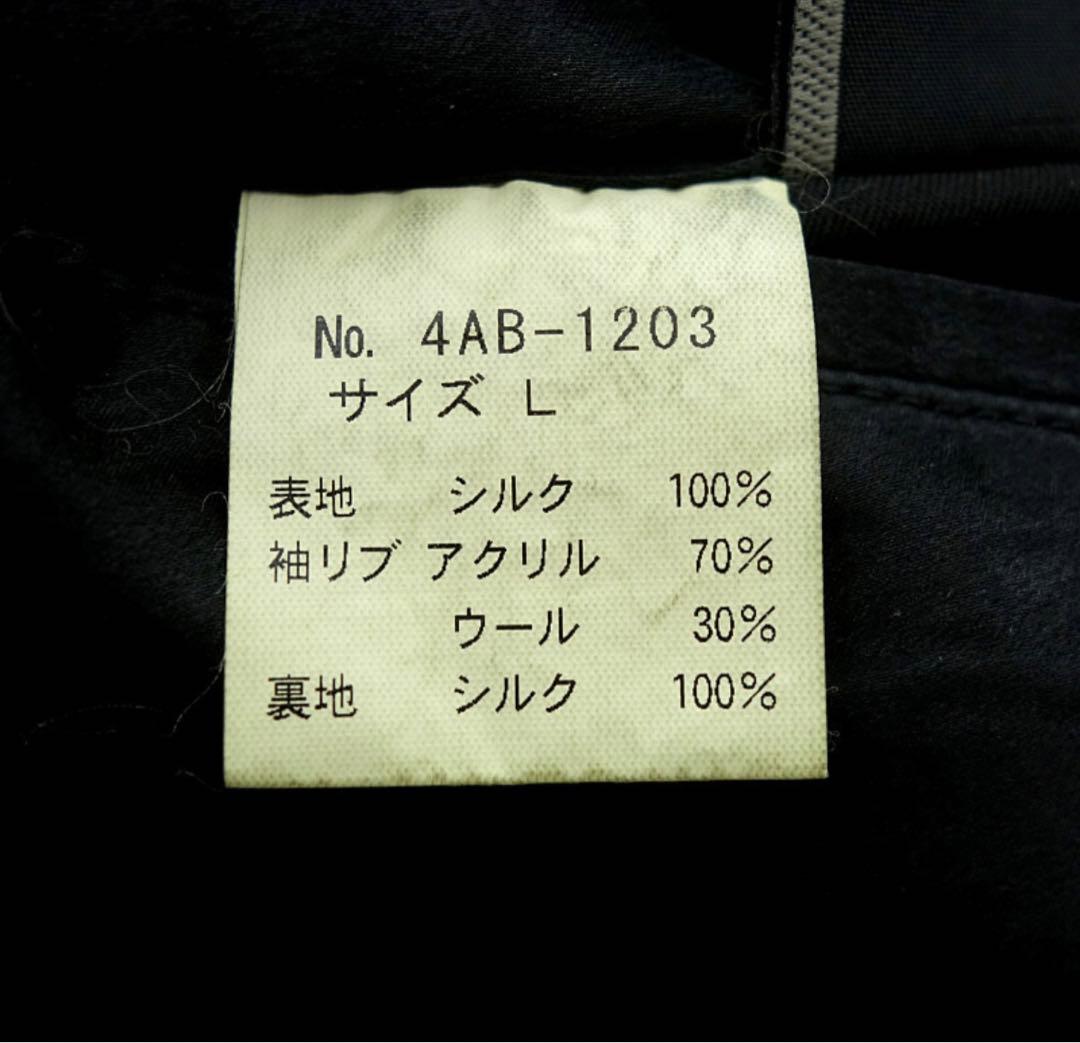 No. 4AB-1203
サイズ L
表地 シルク 100%
袖リブ アクリル 70%
ウール 30%
裏地 シルク 100%